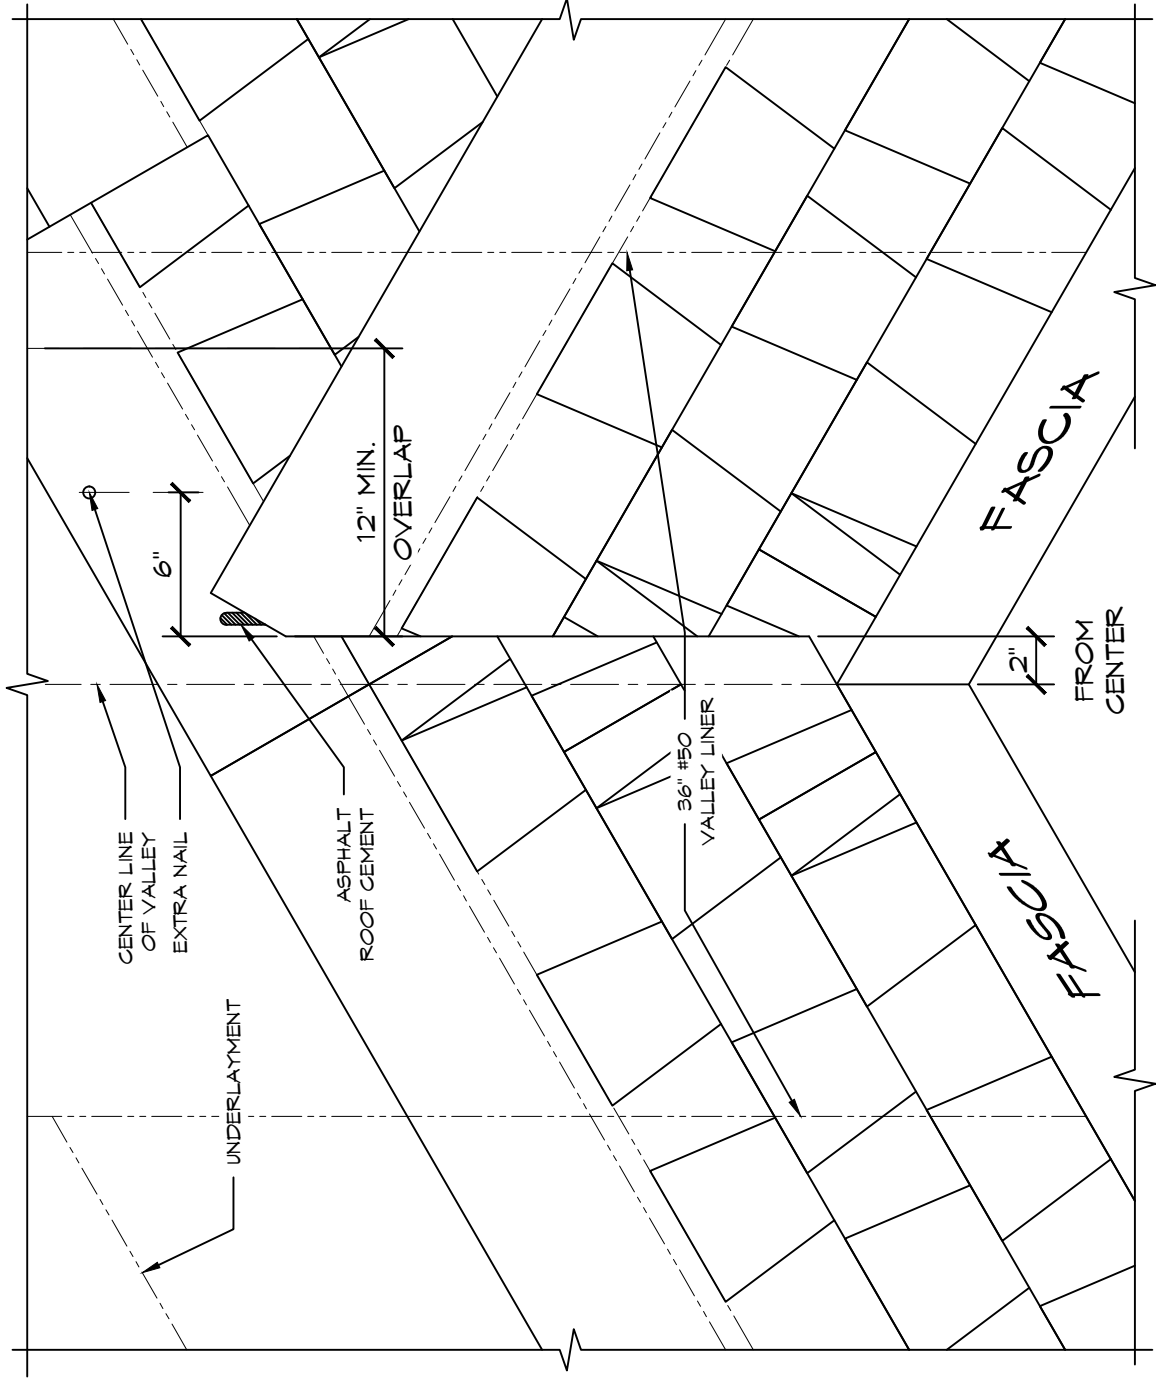 UNDERLAYMENT
CENTER LINE
OF VALLEY
EXTRA NAIL
6"
ASPHALT
ROOF CEMENT
12" MIN.
OVERLAP
36" #50
VALLEY LINER
FASCIA
FASCIA
2"
FROM
CENTER